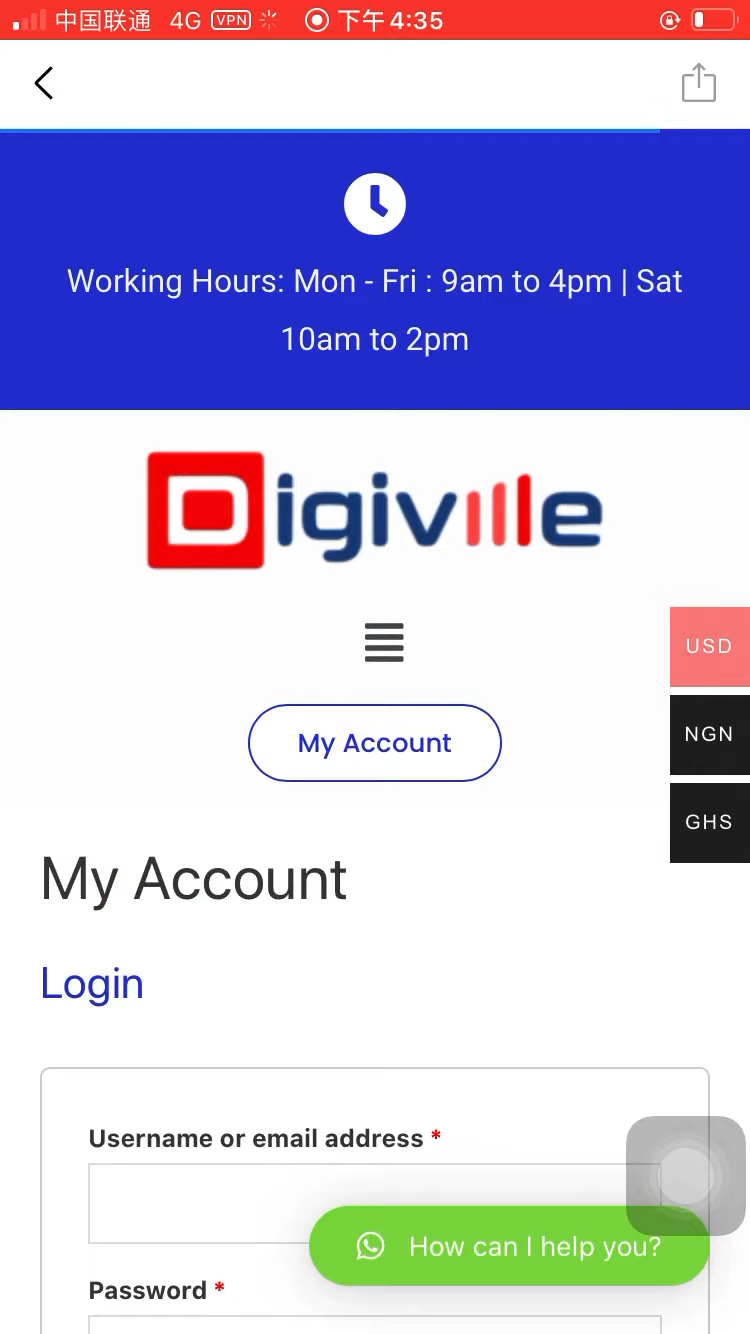 中国联通 4G VPN 下午4:35
Working Hours: Mon - Fri : 9am to 4pm | Sat
10am to 2pm
Digiville
USD
NGN
My Account
GHS
My Account
Login
Username or email address *
How can I help you?
Password *